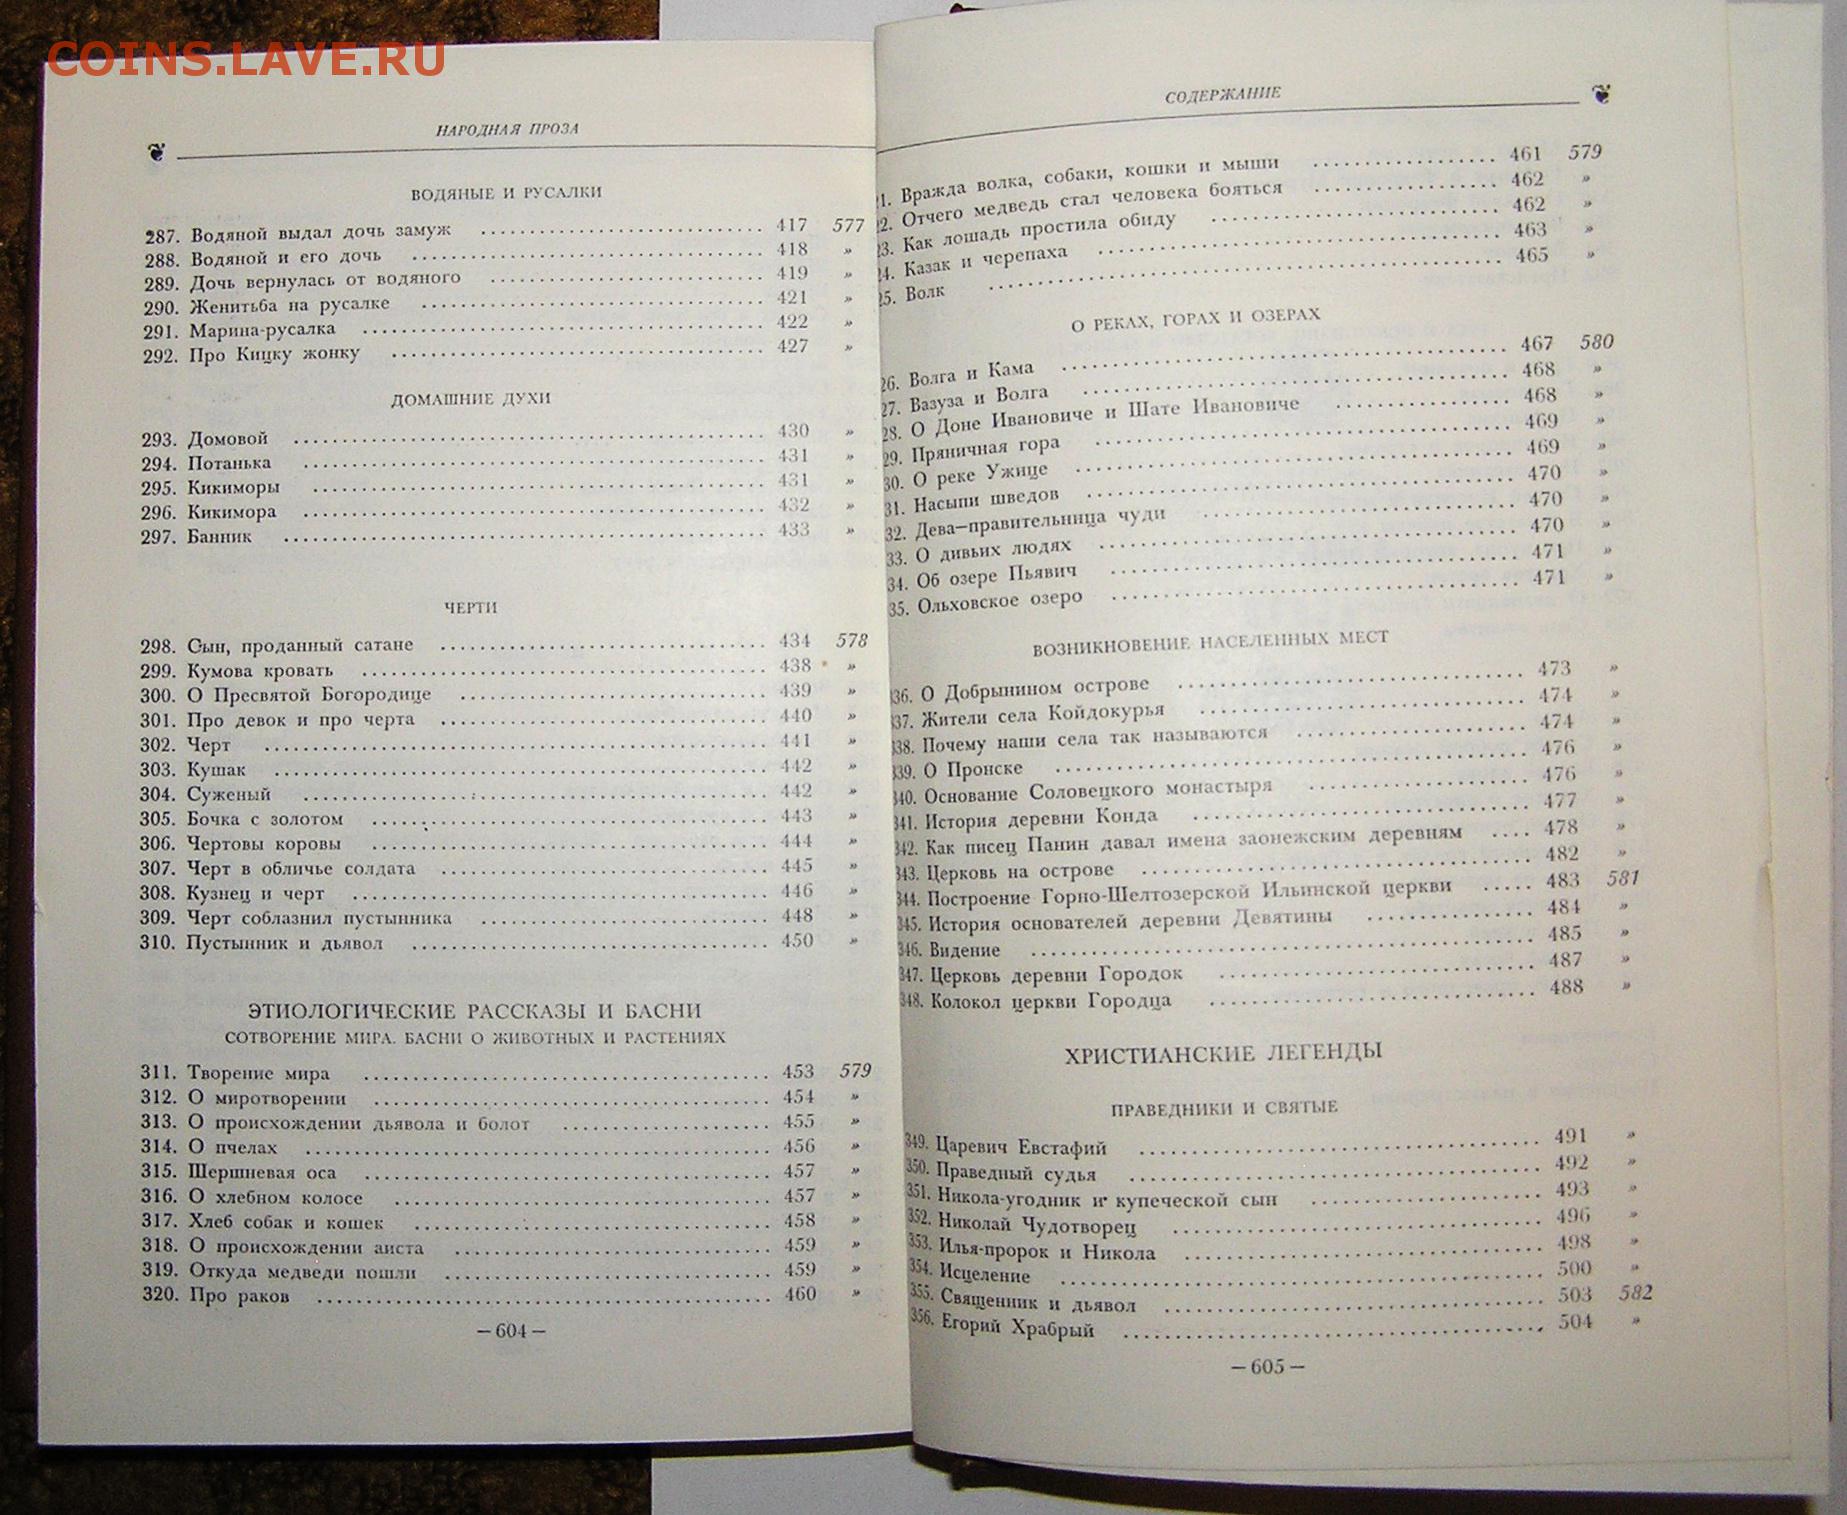 COINS.LAVE.RU
НАРОДНАЯ ПРОЗА
ВОДЯНЫЕ И РУСАЛКИ
287. Водяной выдал дочь замуж 417 577
288. Водяной и его дочь 418 »
289. Дочь вернулась от водяного 419 »
290. Женитьба на русалке 421 »
291. Марина-русалка 422 »
292. Про Кицку жонку 427 »
ДОМАШНИЕ ДУХИ
293. Домовой 430 »
294. Потанька 431 »
295. Кикиморы 431 »
296. Кикимора 432 »
297. Банник 433 »
ЧЕРТИ
298. Сын, проданный сатане 434 578
299. Кумова кровать 438 »
300. О Пресвятой Богородице 439 »
301. Про девок и про черта 440 »
302. Черт 441 »
303. Кушак 442 »
304. Суженый 442 »
305. Бочка с золотом 443 »
306. Чертовы коровы 444 »
307. Черт в обличье солдата 445 »
308. Кузнец и черт 446 »
309. Черт соблазнил пустынника 448 »
310. Пустынник и дьявол 450 »
ЭТИОЛОГИЧЕСКИЕ РАССКАЗЫ И БАСНИ
СОТВОРЕНИЕ МИРА. БАСНИ О ЖИВОТНЫХ И РАСТЕНИЯХ
311. Творение мира 453 579
312. О миротворении 454 »
313. О происхождении дьявола и болот 455 »
314. О пчелах 456 »
315. Шершневая оса 457 »
316. О хлебном колосе 457 »
317. Хлеб собак и кошек 458 »
318. О происхождении аиста 459 »
319. Откуда медведи пошли 459 »
320. Про раков 460 »
—604—
СОДЕРЖАНИЕ
21. Вражда волка, собаки, кошки и мыши 461 579
22. Отчего медведь стал человека бояться 462 »
23. Как лошадь простила обиду 462 »
24. Казак и черепаха 463 »
25. Волк 465 »
О РЕКАХ, ГОРАХ И ОЗЕРАХ
26. Волга и Кама 467 580
27. Вазуза и Волга 468 »
28. О Доне Ивановиче и Шате Ивановиче 468 »
29. Пряничная гора 469 »
30. О реке Ужице 469 »
31. Насыпи шведов 470 »
32. Дева—правительница чуди 470 »
33. О дивьих людях 470 »
34. Об озере Пьявич 471 »
35. Ольховское озеро 471 »
ВОЗНИКНОВЕНИЕ НАСЕЛЕННЫХ МЕСТ
336. О Добрынином острове 473 »
337. Жители села Койдокурья 474 »
338. Почему наши села так называются 474 »
339. О Пронске 476 »
340. Основание Соловецкого монастыря 476 »
341. История деревни Конда 477 »
342. Как писец Панин давал имена заонежским деревням 478 »
343. Церковь на острове 482 »
344. Построение Горно-Шелтозерской Ильинской церкви 483 581
345. История основателей деревни Девятины 484 »
346. Видение 485 »
347. Церковь деревни Городок 487 »
348. Колокол церкви Городца 488 »
ХРИСТИАНСКИЕ ЛЕГЕНДЫ
ПРАВЕДНИКИ И СВЯТЫЕ
349. Царевич Евстафий 491 »
350. Праведный судья 492 »
351. Никола-угодник и купеческой сын 493 »
352. Николай Чудотворец 496 »
353. Илья-пророк и Никола 498 »
354. Исцеление 500 »
355. Священник и дьявол 503 582
356. Егорий Храбрый 504 »
—605—